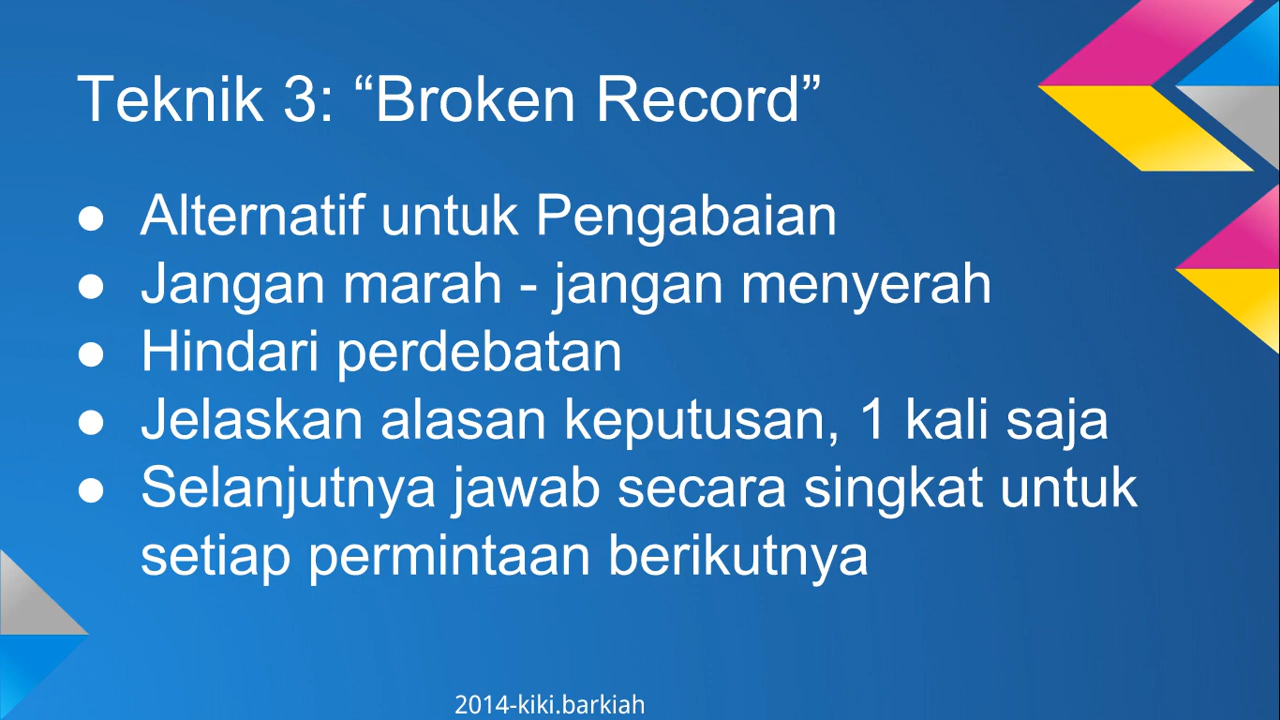 Teknik 3: “Broken Record”
● Alternatif untuk Pengabaian
● Jangan marah - jangan menyerah
● Hindari perdebatan
● Jelaskan alasan keputusan, 1 kali saja
● Selanjutnya jawab secara singkat untuk
setiap permintaan berikutnya
2014-kiki.barkiah